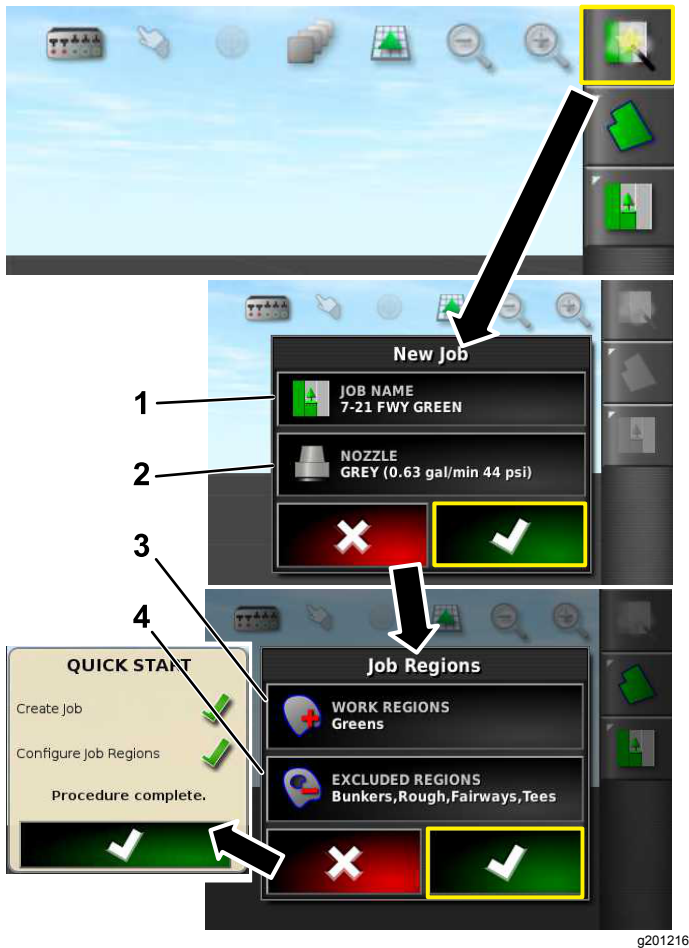 New Job
1
JOB NAME
7-21 FWY GREEN
2
NOZZLE
GREY (0.63 gal/min 44 psi)
3
4
Job Regions
WORK REGIONS
Greens
EXCLUDED REGIONS
Bunkers,Rough,Fairways,Tees
QUICK START
Create Job
Configure Job Regions
Procedure complete.
g201216